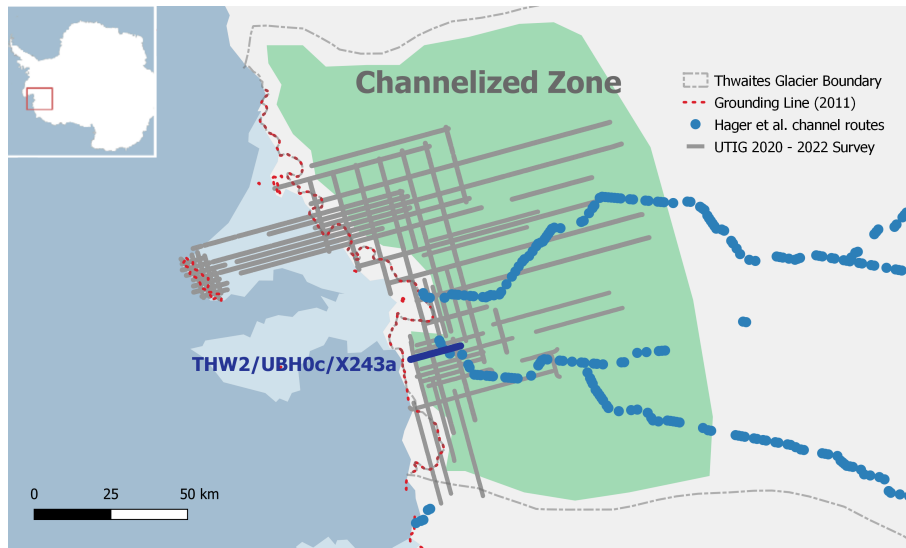 Channelized Zone
Thwaites Glacier Boundary
Grounding Line (2011)
Hager et al. channel routes
UTIG 2020 - 2022 Survey
THW2/UBH0c/X243a
0 25 50 km